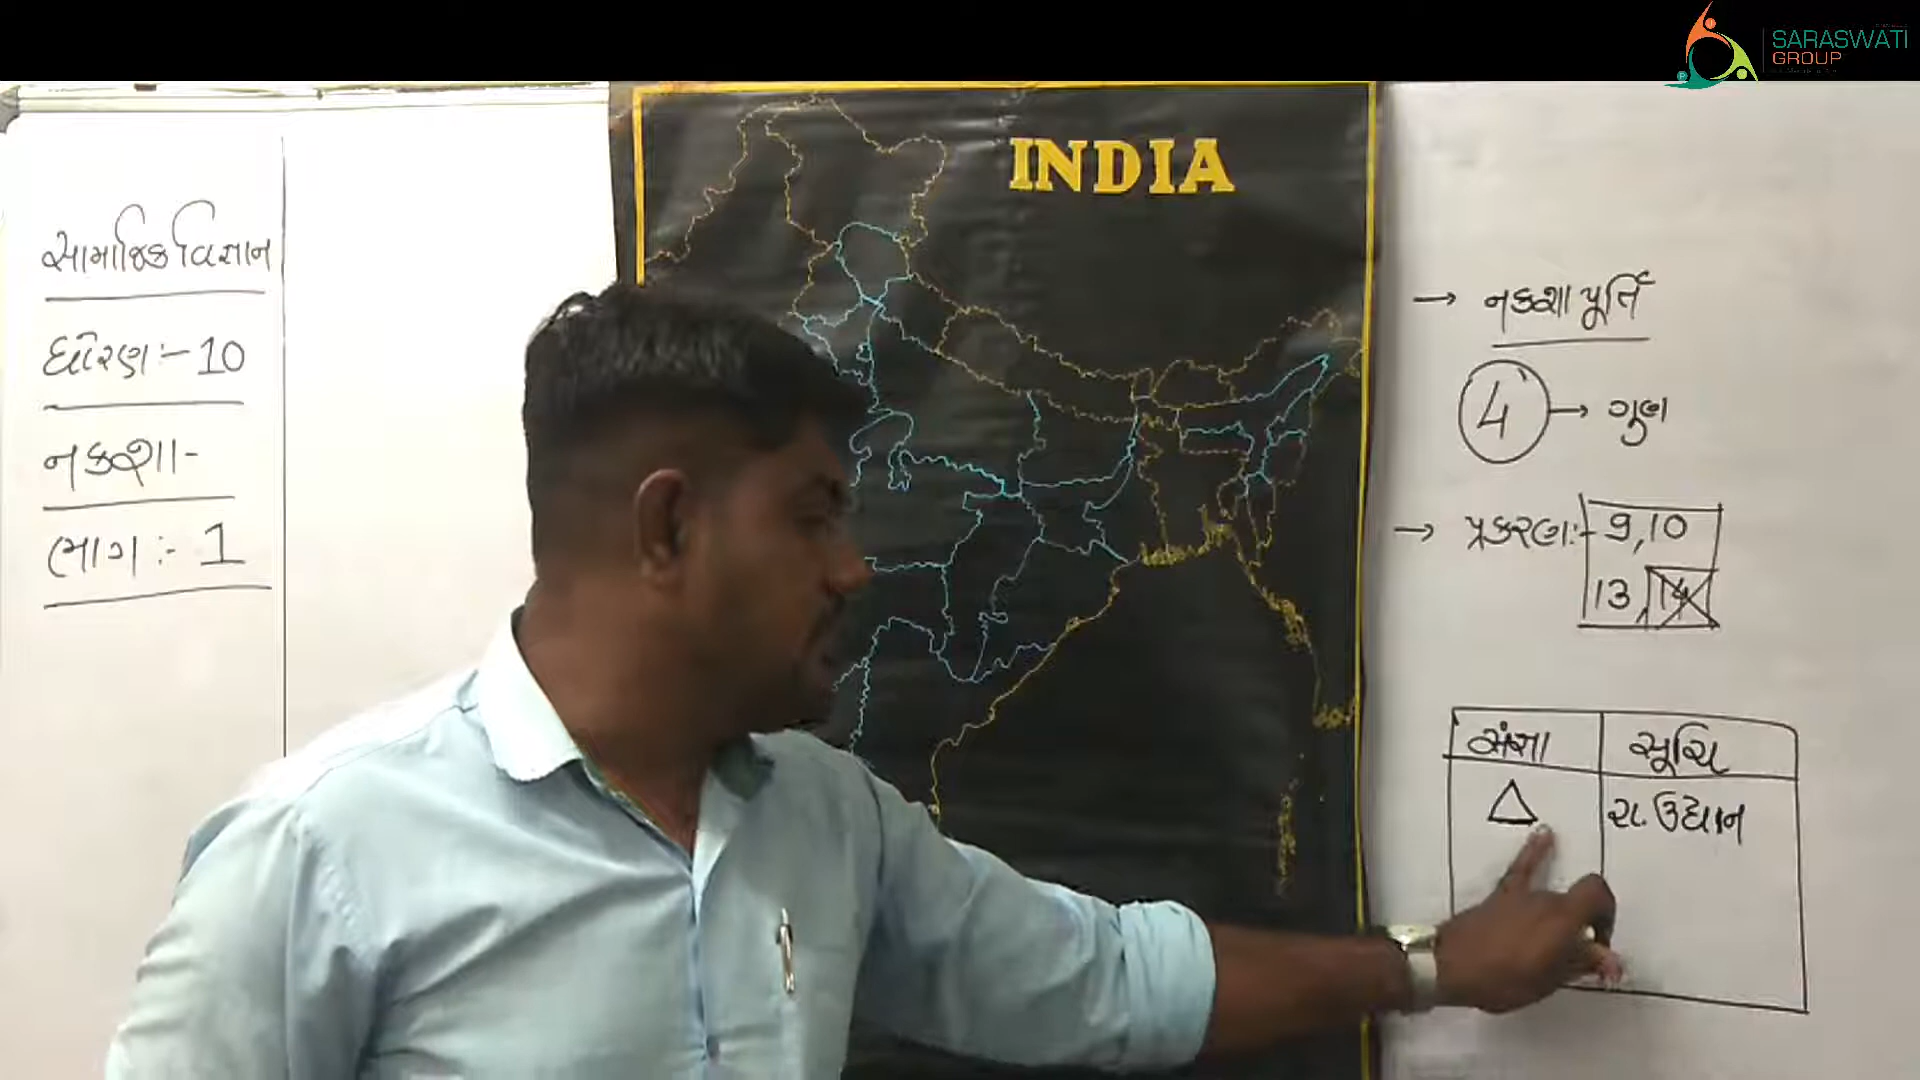 SARASWATI
GROUP
INDIA
સામાજિક વિજ્ઞાન
ધોરણ:- 10
નકશા-
ભાગ:- 1
→ નકશા પૂર્તિ
4 → ગુણ
→ પ્રકરણ:- 9,10
13, 14
સંજ્ઞા સૂચિ
△ રા. ઉદ્યાન